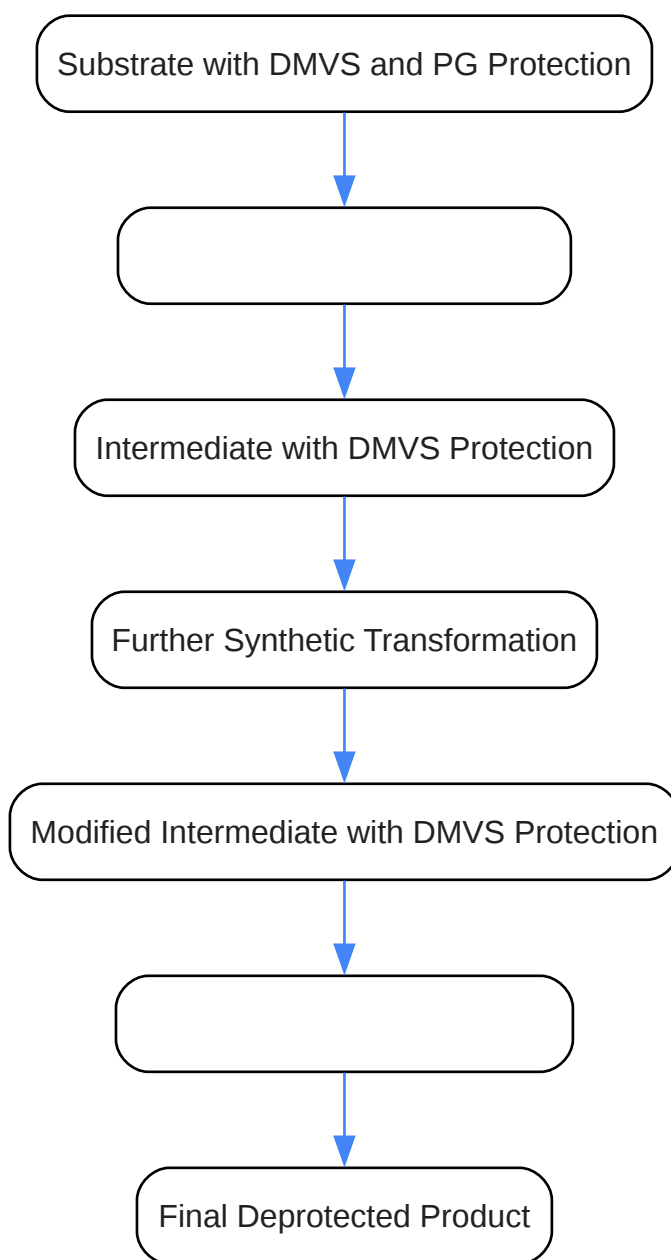 Substrate with DMVS and PG Protection
Intermediate with DMVS Protection
Further Synthetic Transformation
Modified Intermediate with DMVS Protection
Final Deprotected Product